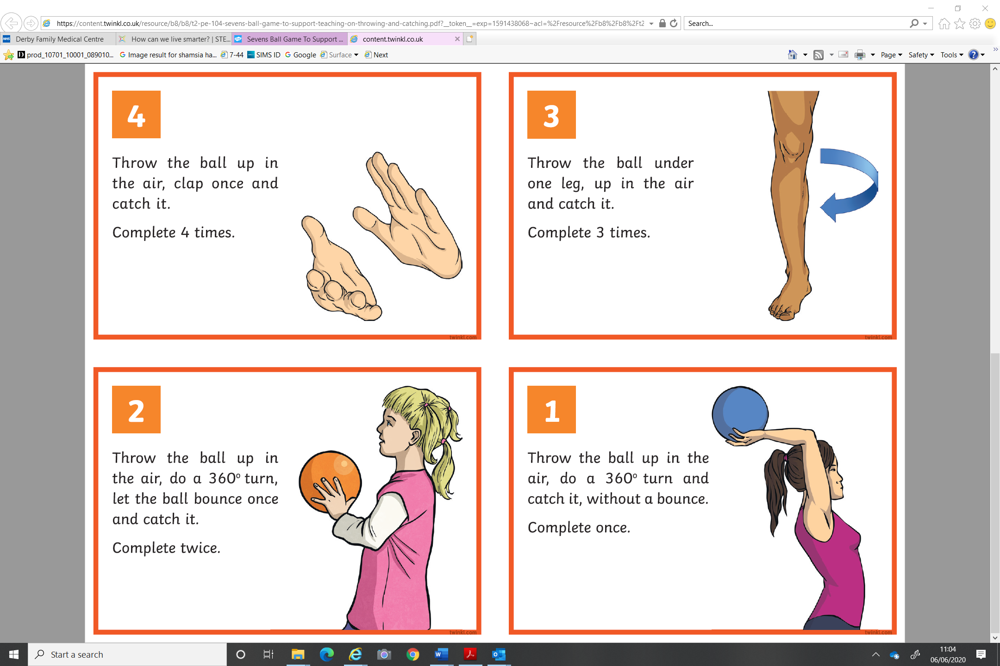 https://content.twinkl.co.uk/resource/b8/b8/t2-pe-104-sevens-ball-game-to-support-teaching-on-throwing-and-catching.pdf?__token__=exp=1591438068~acl=%2Fresource%2Fb8%2Fb8%2Ft2
Search...
NHS Derby Family Medical Centre
How can we live smarter? | STE...
Sevens Ball Game To Support ...
content.twinkl.co.uk
D prod_10701_10001_089010...
G Image result for shamsia ha...
7-44
SIMS ID
G Google
Surface
Next
Page
Safety
Tools
4
Throw the ball up in
the air, clap once and
catch it.
Complete 4 times.
twinkl.com
3
Throw the ball under
one leg, up in the air
and catch it.
Complete 3 times.
twinkl.com
2
Throw the ball up in
the air, do a 360° turn,
let the ball bounce once
and catch it.
Complete twice.
twinkl.com
1
Throw the ball up in the
air, do a 360° turn and
catch it, without a bounce.
Complete once.
twinkl.com
Start a search
11:04
06/06/2020